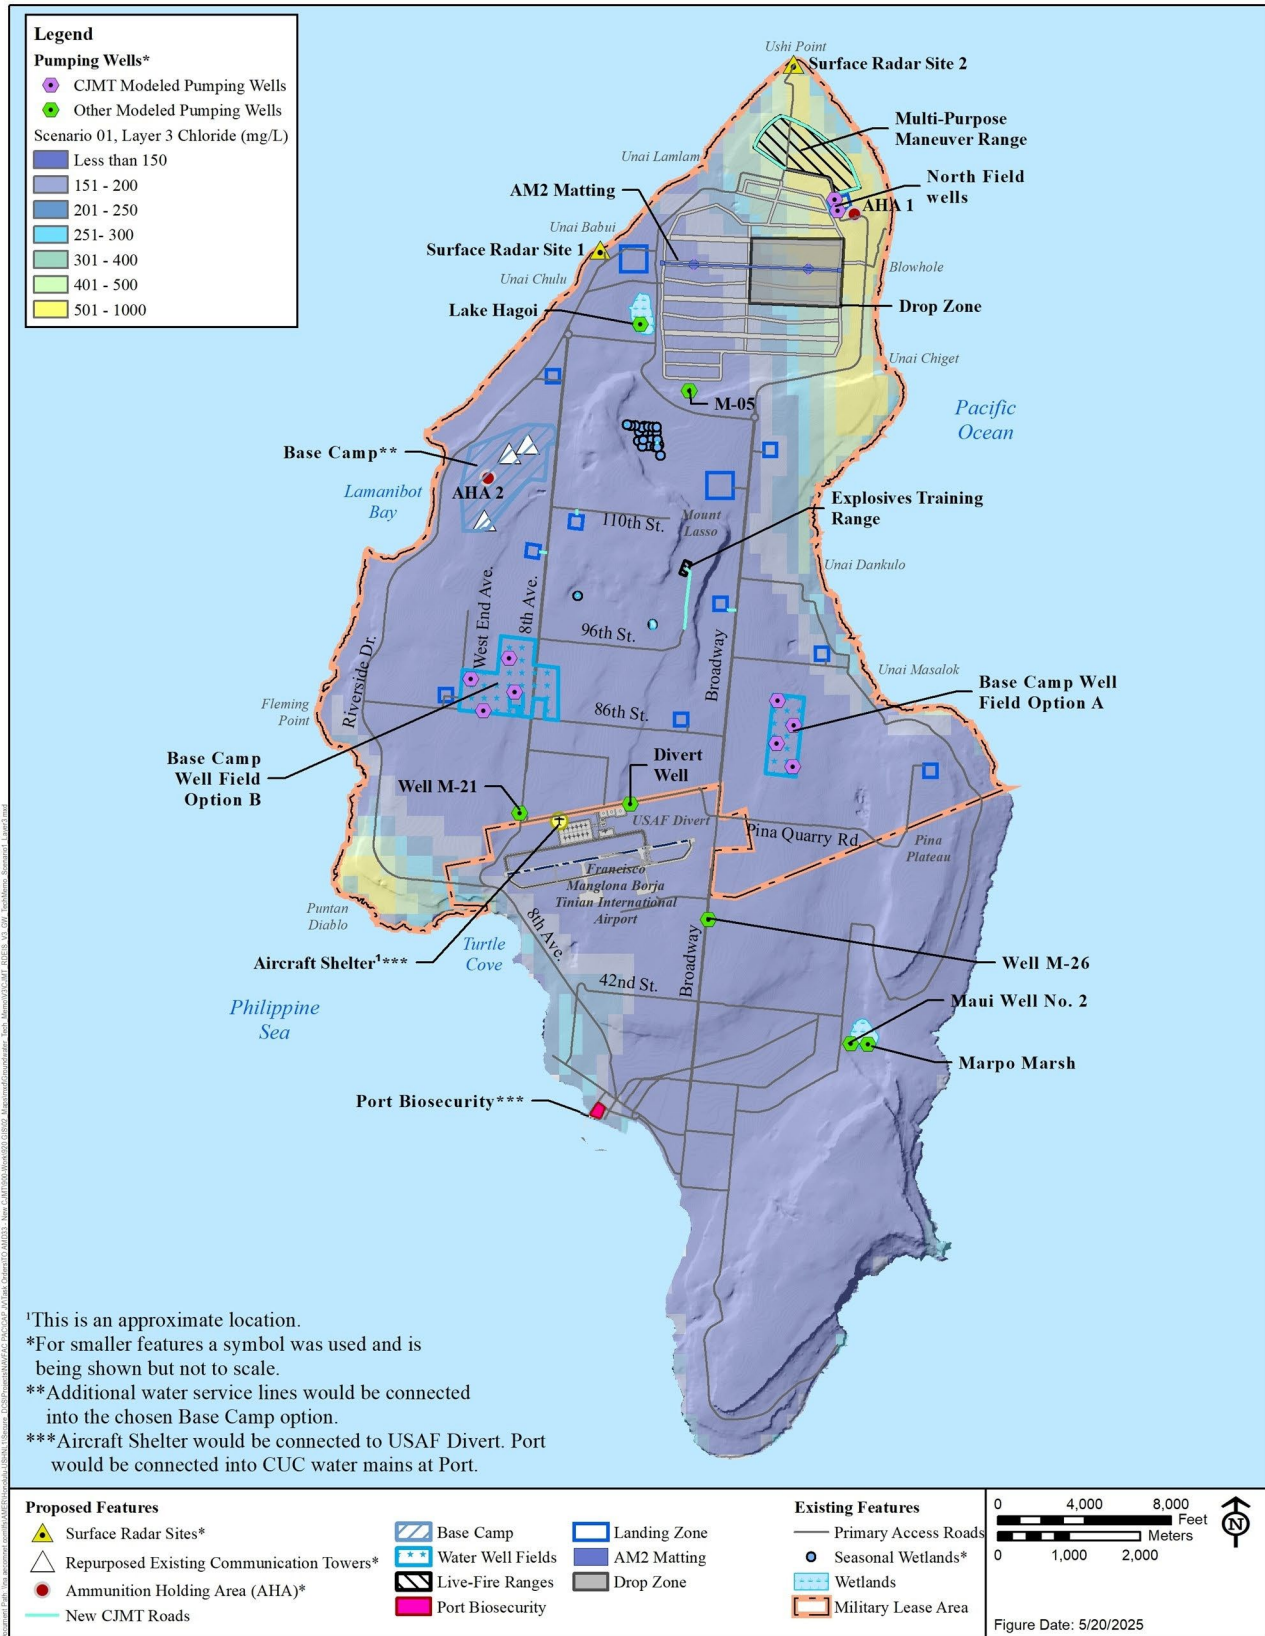 Legend
Pumping Wells*
CJMT Modeled Pumping Wells
Other Modeled Pumping Wells
Scenario 01, Layer 3 Chloride (mg/L)
Less than 150
151 - 200
201 - 250
251- 300
301 - 400
401 - 500
501 - 1000
Ushi Point
Surface Radar Site 2
Multi-Purpose
Maneuver Range
Unai Lamlam
North Field
wells
AM2 Matting
AHA 1
Unai Babui
Surface Radar Site 1
Unai Chulu
Blowhole
Lake Hagoi
Drop Zone
Unai Chiget
M-05
Pacific
Ocean
Base Camp**
Lamanibot
Bay
AHA 2
Explosives Training
Range
110th St.
Mount
Lasso
Unai Dankulo
West End Ave.
8th Ave.
96th St.
Broadway
Riverside Dr.
Unai Masalok
Base Camp Well
Field Option A
Fleming
Point
86th St.
Base Camp
Well Field
Option B
Divert
Well
Well M-21
USAF Divert
Pina Quarry Rd.
Pina
Plateau
Francisco
Manglona Borja
Tinian International
Airport
Puntan
Diablo
8th Ave.
Turtle
Cove
Aircraft Shelter¹***
Broadway
42nd St.
Well M-26
Maui Well No. 2
Philippine
Sea
Marpo Marsh
Port Biosecurity***
¹This is an approximate location.
*For smaller features a symbol was used and is
being shown but not to scale.
**Additional water service lines would be connected
into the chosen Base Camp option.
***Aircraft Shelter would be connected to USAF Divert. Port
would be connected into CUC water mains at Port.
Proposed Features
Surface Radar Sites*
Repurposed Existing Communication Towers*
Ammunition Holding Area (AHA)*
New CJMT Roads
Base Camp
Water Well Fields
Live-Fire Ranges
Port Biosecurity
Landing Zone
AM2 Matting
Drop Zone
Existing Features
Primary Access Roads
Seasonal Wetlands*
Wetlands
Military Lease Area
0 4,000 8,000
Feet
Meters
0 1,000 2,000
N
Figure Date: 5/20/2025